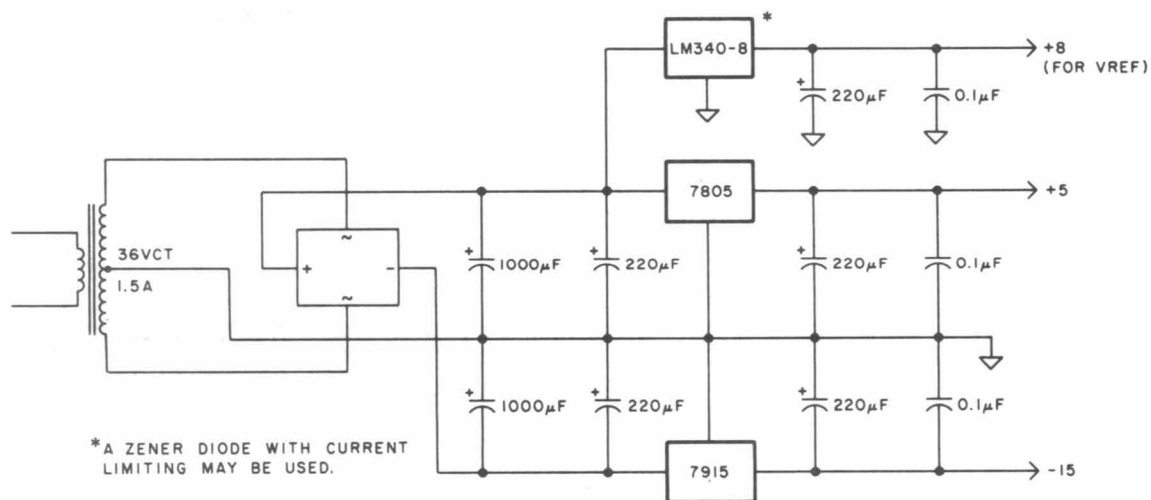 *
LM340-8
+8
(FOR VREF)
+
220µF
0.1µF
7805
+5
36VCT
1.5A
~
+
-
~
+
1000µF
+
220µF
+
220µF
0.1µF
+
1000µF
+
220µF
+
220µF
0.1µF
*A ZENER DIODE WITH CURRENT
LIMITING MAY BE USED.
7915
-15